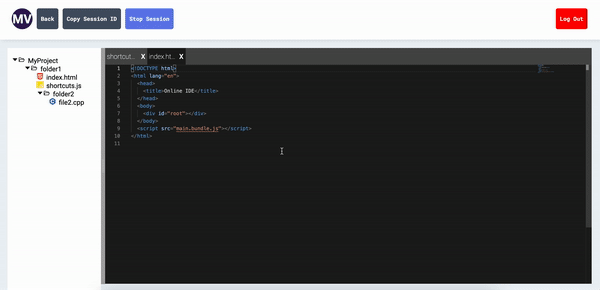 MV Back Copy Session ID Stop Session Log Out
MyProject
folder1
index.html
shortcuts.js
folder2
file2.cpp
shortcut... X index.ht... X
1 <!DOCTYPE html>
2 <html lang="en">
3 <head>
4 <title>Online IDE</title>
5 </head>
6 <body>
7 <div id="root"></div>
8 </body>
9 <script src="main.bundle.js"></script>
10 </html>
11